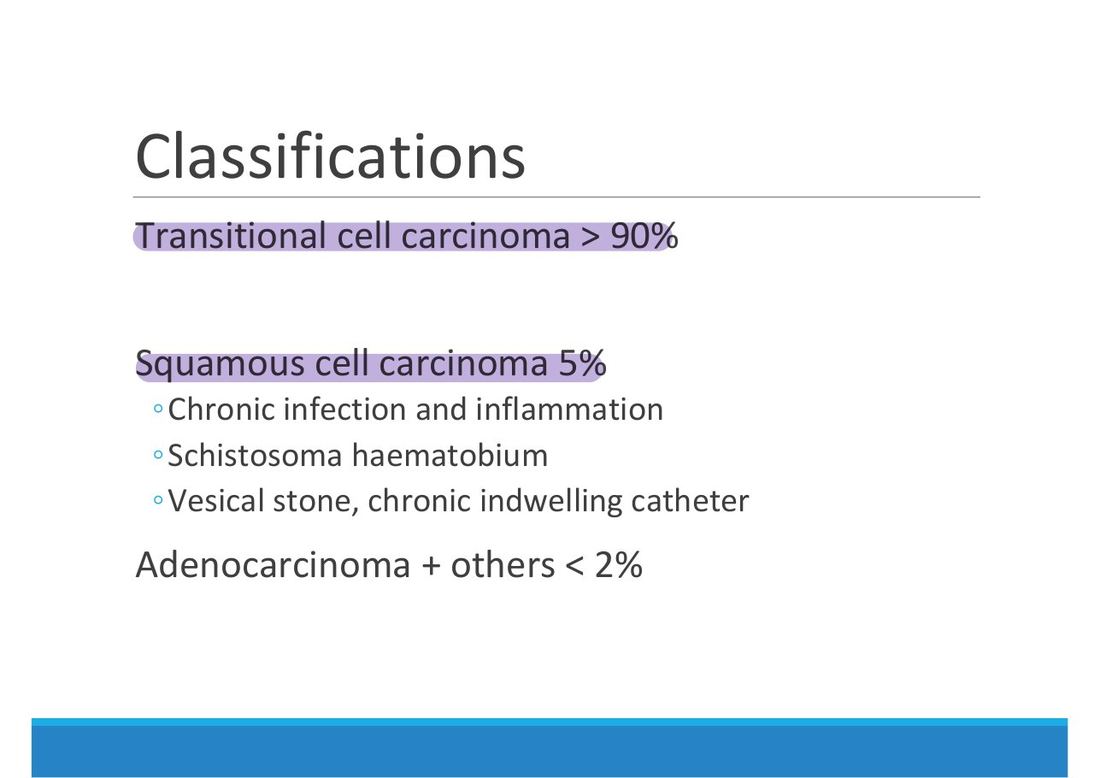 Classifications
Transitional cell carcinoma > 90%
Squamous cell carcinoma 5%
◦Chronic infection and inflammation
◦Schistosoma haematobium
◦Vesical stone, chronic indwelling catheter
Adenocarcinoma + others < 2%